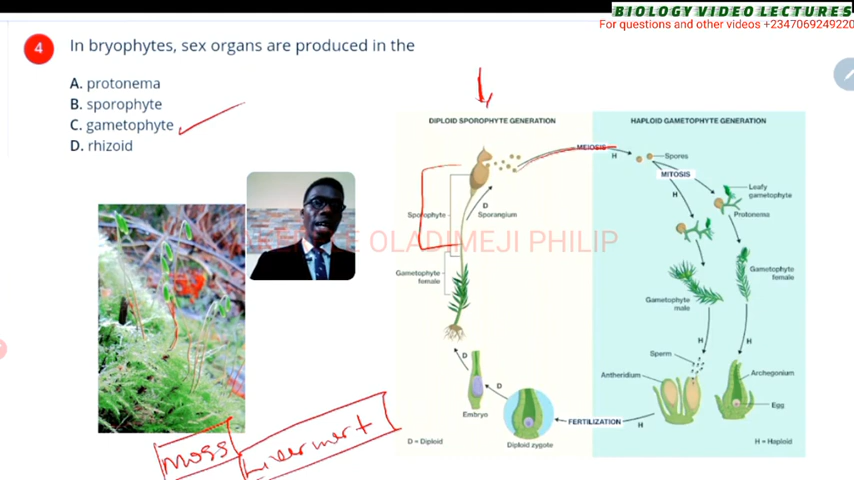 BIOLOGY VIDEO LECTURES
For questions and other videos +2347069249220
4 In bryophytes, sex organs are produced in the
A. protonema
B. sporophyte
C. gametophyte
D. rhizoid
DIPLOID SPOROPHYTE GENERATION
HAPLOID GAMETOPHYTE GENERATION
MEIOSIS
H
Spores
MITOSIS
H
Leafy
gametophyte
Protonema
D
Sporophyte
Sporangium
OLADIMEJI PHILIP
Gametophyte
female
Gametophyte
female
Gametophyte
male
H
H
Sperm
Antheridium
Archegonium
D
D
Embryo
Egg
FERTILIZATION
H
D = Diploid
Diploid zygote
H = Haploid
Moss
Livermert